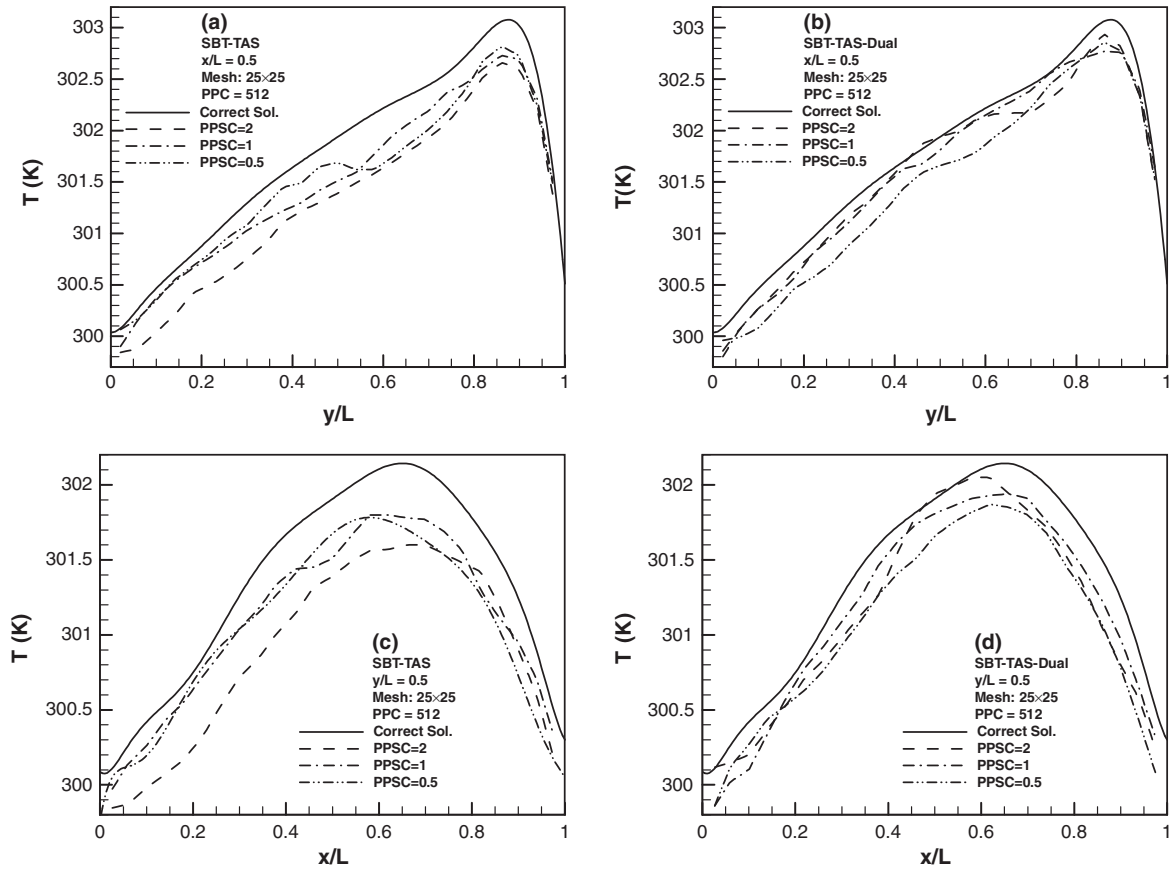 (a)
SBT-TAS
x/L = 0.5
Mesh: 25×25
PPC = 512
Correct Sol.
PPSC=2
PPSC=1
PPSC=0.5
T (K)
303
302.5
302
301.5
301
300.5
300
0
0.2
0.4
0.6
0.8
1
y/L
(b)
SBT-TAS-Dual
x/L = 0.5
Mesh: 25×25
PPC = 512
Correct Sol.
PPSC=2
PPSC=1
PPSC=0.5
T(K)
303
302.5
302
301.5
301
300.5
300
0
0.2
0.4
0.6
0.8
1
y/L
(c)
SBT-TAS
y/L = 0.5
Mesh: 25×25
PPC = 512
Correct Sol.
PPSC=2
PPSC=1
PPSC=0.5
T (K)
302
301.5
301
300.5
300
0
0.2
0.4
0.6
0.8
1
x/L
(d)
SBT-TAS-Dual
y/L = 0.5
Mesh: 25×25
PPC = 512
Correct Sol.
PPSC=2
PPSC=1
PPSC=0.5
T (K)
302
301.5
301
300.5
300
0
0.2
0.4
0.6
0.8
1
x/L